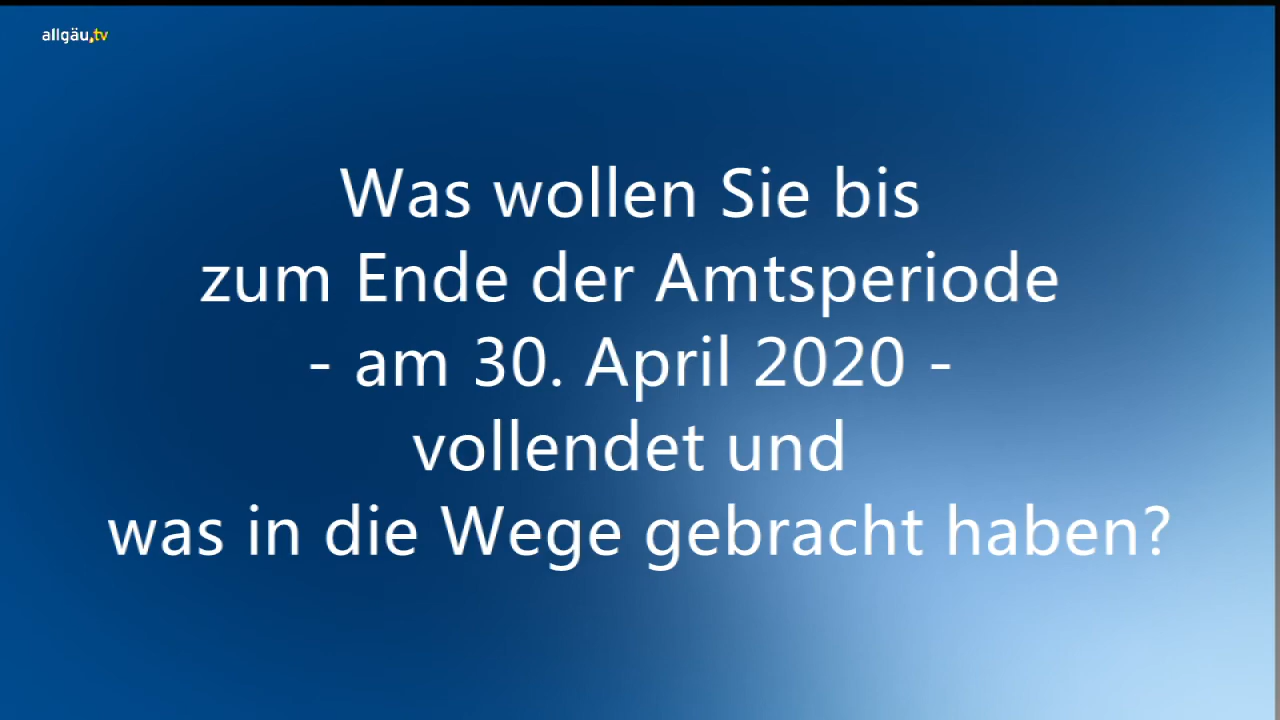 allgäu.tv
Was wollen Sie bis
zum Ende der Amtsperiode
- am 30. April 2020 -
vollendet und
was in die Wege gebracht haben?